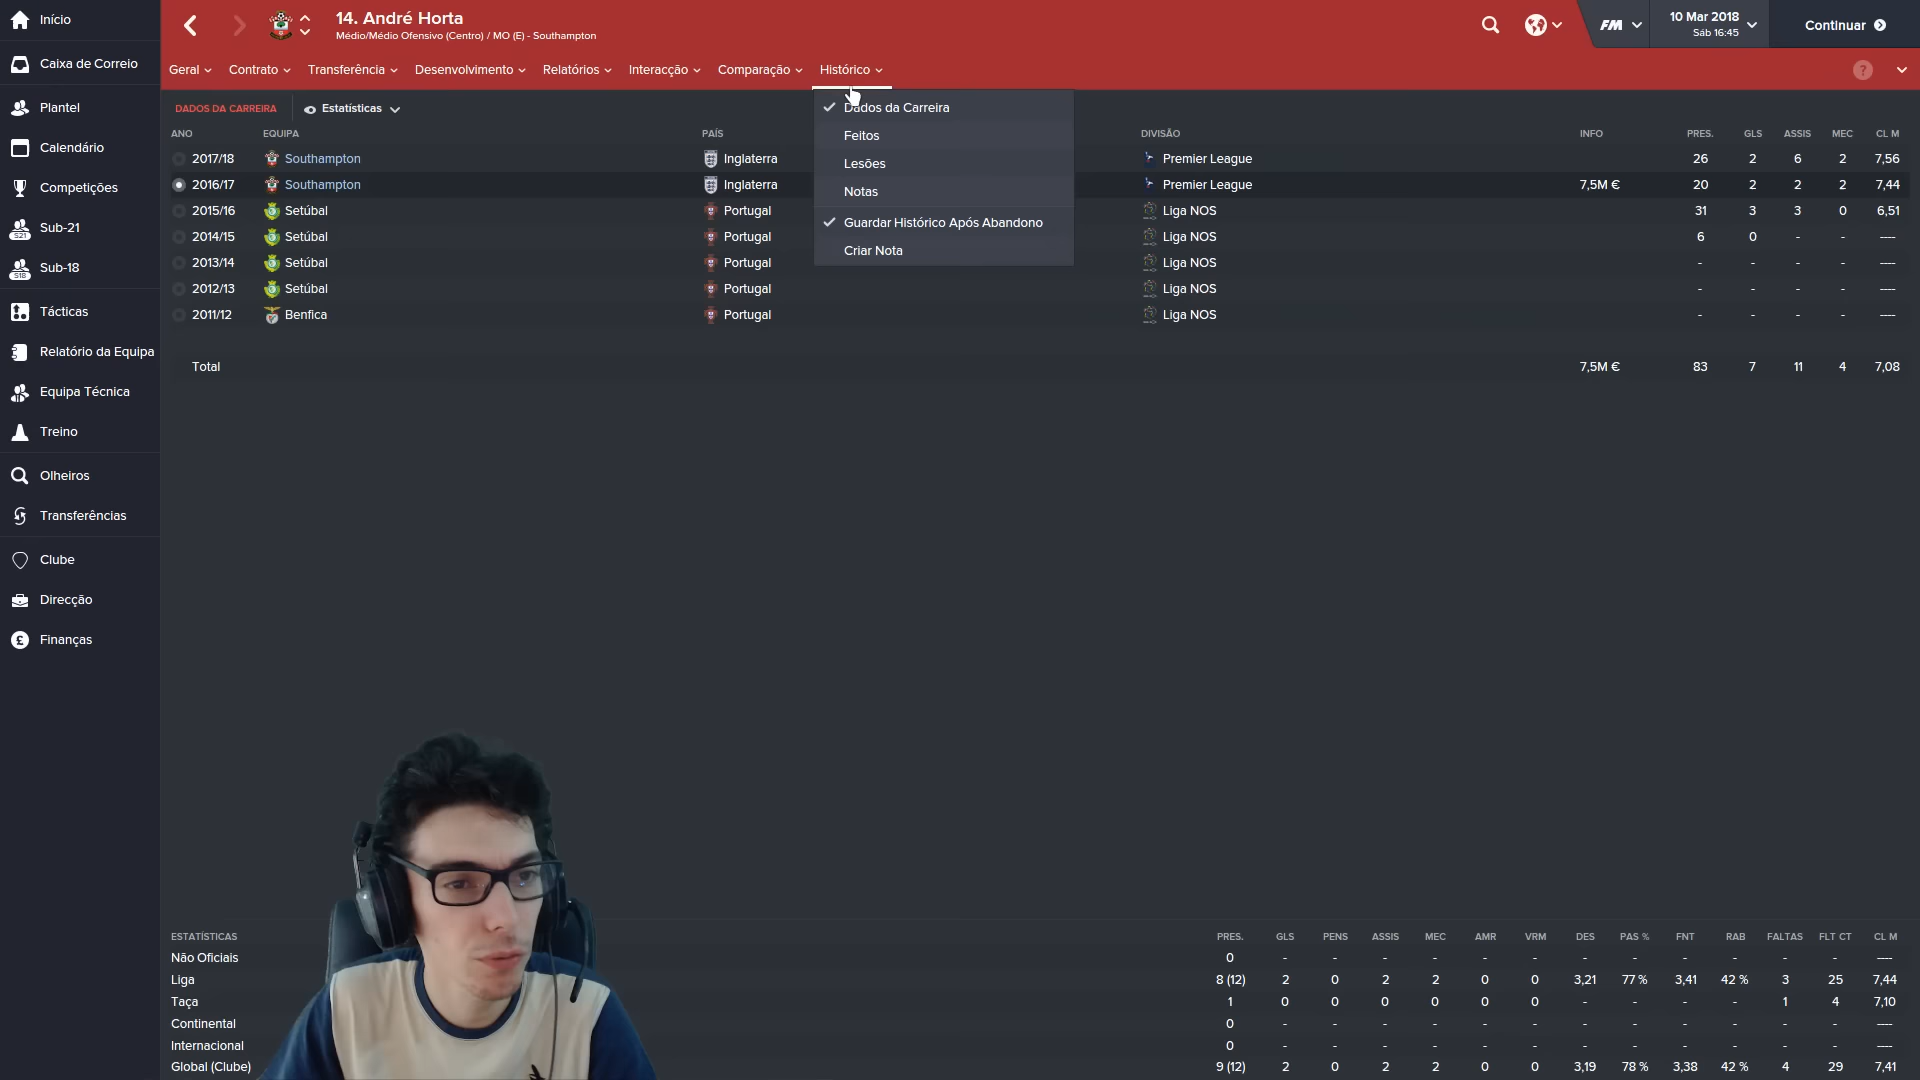 Início
Caixa de Correio
Plantel
Calendário
Competições
Sub-21
Sub-18
Tácticas
Relatório da Equipa
Equipa Técnica
Treino
Olheiros
Transferências
Clube
Direcção
Finanças
14. André Horta
Médio/Médio Ofensivo (Centro) / MO (E) - Southampton
FM
10 Mar 2018
Sáb 16:45
Continuar
Geral Contrato Transferência Desenvolvimento Relatórios Interacção Comparação Histórico ?
DADOS DA CARREIRA Estatísticas
Dados da Carreira
Feitos
Lesões
Notas
Guardar Histórico Após Abandono
Criar Nota
ANO EQUIPA PAÍS DIVISÃO INFO PRES. GLS ASSIS MEC CL M
2017/18 Southampton Inglaterra Premier League 26 2 6 2 7,56
2016/17 Southampton Inglaterra Premier League 7,5M € 20 2 2 2 7,44
2015/16 Setúbal Portugal Liga NOS 31 3 3 0 6,51
2014/15 Setúbal Portugal Liga NOS 6 0 - - ----
2013/14 Setúbal Portugal Liga NOS - - - - ----
2012/13 Setúbal Portugal Liga NOS - - - - ----
2011/12 Benfica Portugal Liga NOS - - - - ----
Total 7,5M € 83 7 11 4 7,08
ESTATÍSTICAS PRES. GLS PENS ASSIS MEC AMR VRM DES PAS % FNT RAB FALTAS FLT CT CL M
Não Oficiais 0 - - - - - - - - - - - - ----
Liga 8 (12) 2 0 2 2 0 0 3,21 77 % 3,41 42 % 3 25 7,44
Taça 1 0 0 0 0 0 0 - - - - 1 4 7,10
Continental 0 - - - - - - - - - - - - ----
Internacional 0 - - - - - - - - - - - - ----
Global (Clube) 9 (12) 2 0 2 2 0 0 3,19 78 % 3,38 42 % 4 29 7,41